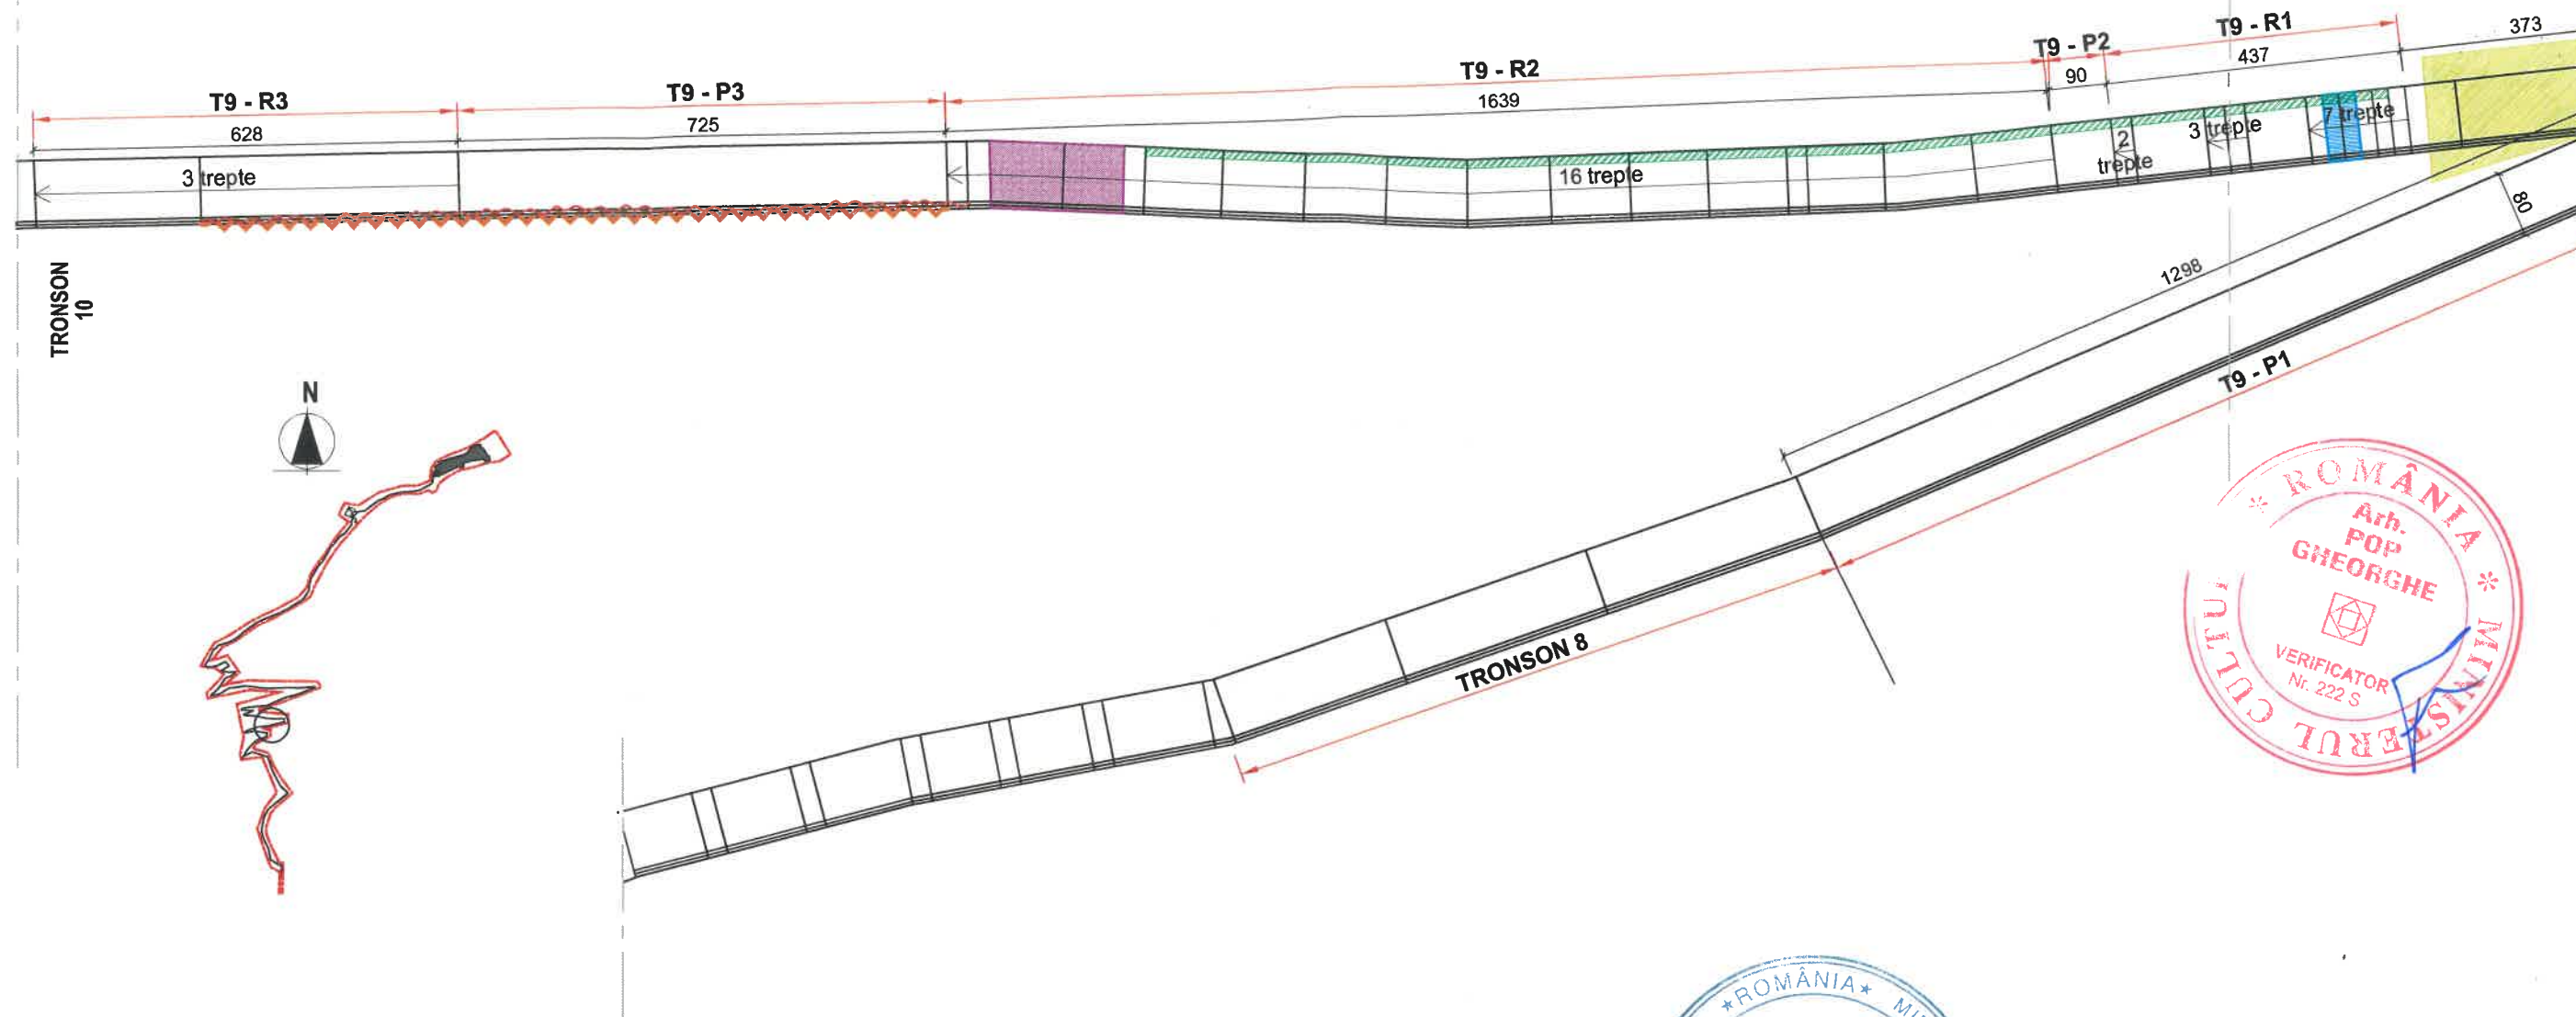 T9 - R3
T9 - P3
T9 - R2
T9 - P2
T9 - R1
373
628
725
1639
90
437
3 trepte
16 trepte
2
trepte
3 trepte
7 trepte
80
TRONSON
10
1298
T9 - P1
N
TRONSON 8
* ROMÂNIA * MINISTERUL CULTU
Arh.
POP
GHEORGHE
VERIFICATOR
Nr. 222 S
*ROMÂNIA*